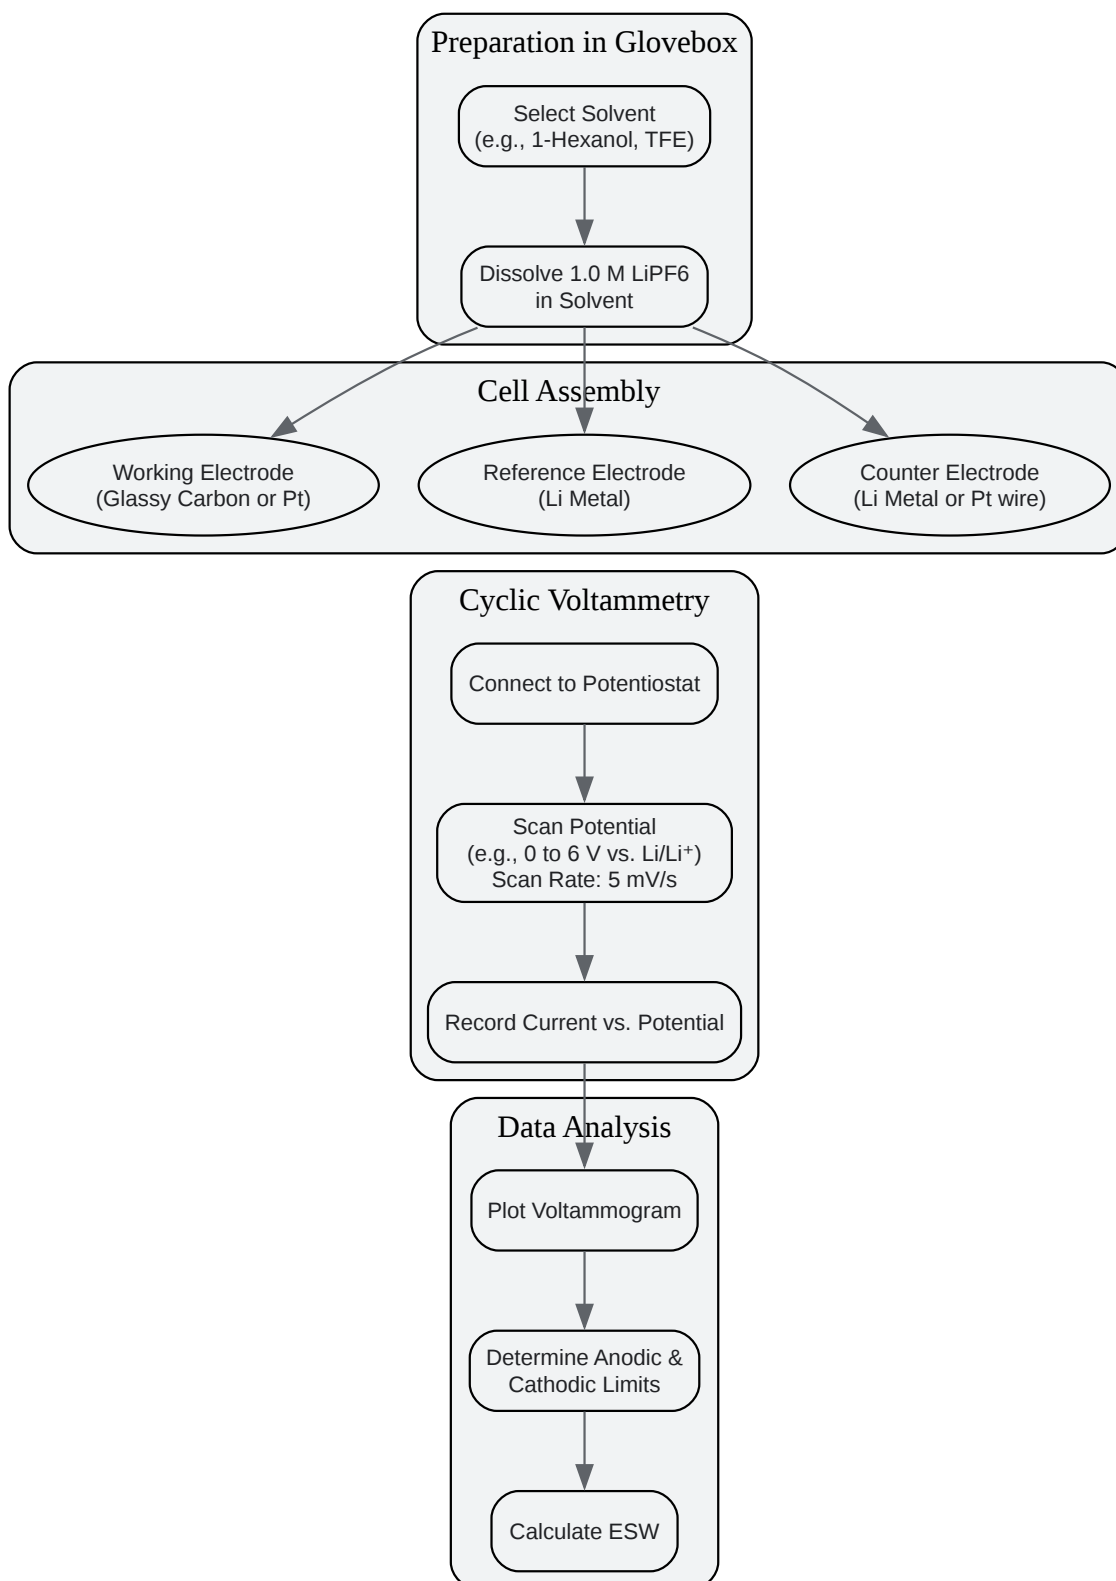 Preparation in Glovebox
Select Solvent
(e.g., 1-Hexanol, TFE)
Dissolve 1.0 M LiPF6
in Solvent
Cell Assembly
Working Electrode
(Glassy Carbon or Pt)
Reference Electrode
(Li Metal)
Counter Electrode
(Li Metal or Pt wire)
Cyclic Voltammetry
Connect to Potentiostat
Scan Potential
(e.g., 0 to 6 V vs. Li/Li⁺)
Scan Rate: 5 mV/s
Record Current vs. Potential
Data Analysis
Plot Voltammogram
Determine Anodic &
Cathodic Limits
Calculate ESW